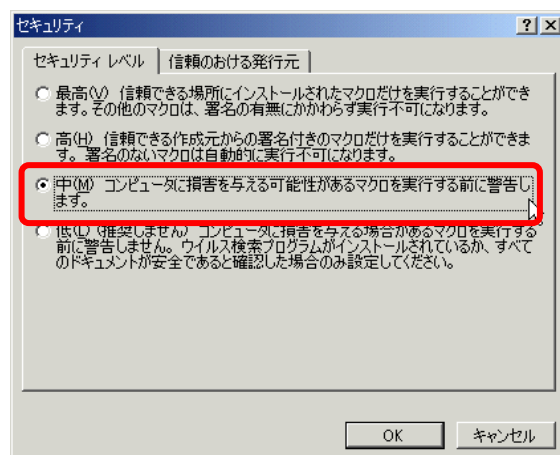 セキュリティ
セキュリティ レベル
信頼のおける発行元
最高(V) 信頼できる場所にインストールされたマクロだけを実行することができ
ます。その他のマクロは、署名の有無にかかわらず実行不可になります。
高(H) 信頼できる作成元からの署名付きのマクロだけを実行することができま
す。署名のないマクロは自動的に実行不可になります。
中(M) コンピュータに損害を与える可能性があるマクロを実行する前に警告し
ます。
低(L) (推奨しません) コンピュータに損害を与える場合があるマクロを実行する
前に警告しません。ウイルス検索プログラムがインストールされているか、すべて
のドキュメントが安全であると確認した場合のみ設定してください。
OK
キャンセル